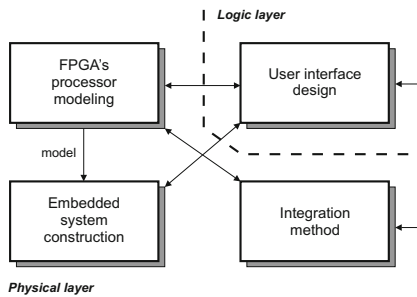 Logic layer
FPGA's
processor
modeling
User interface
design
model
Embedded
system
construction
Integration
method
Physical layer